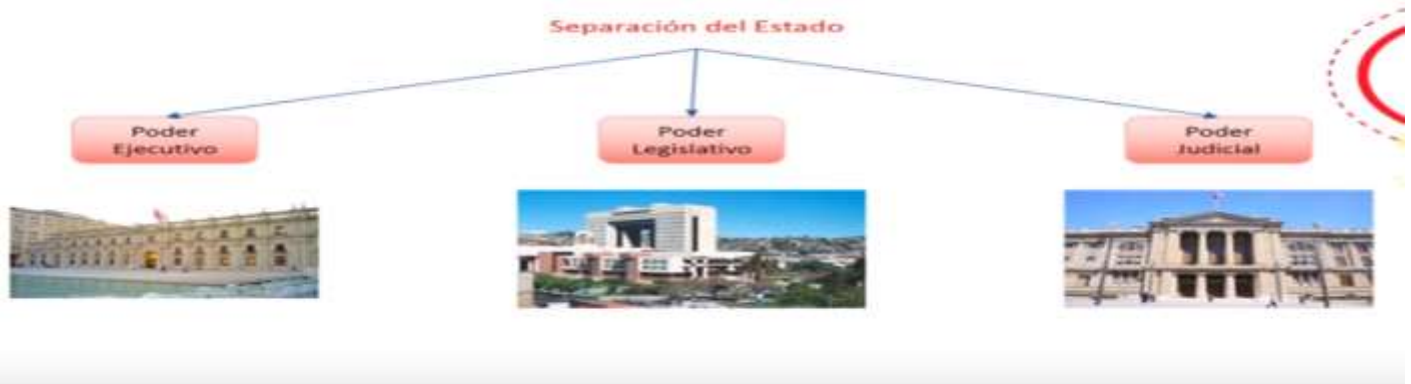 Separación del Estado
Poder
Ejecutivo
Poder
Legislativo
Poder
Judicial